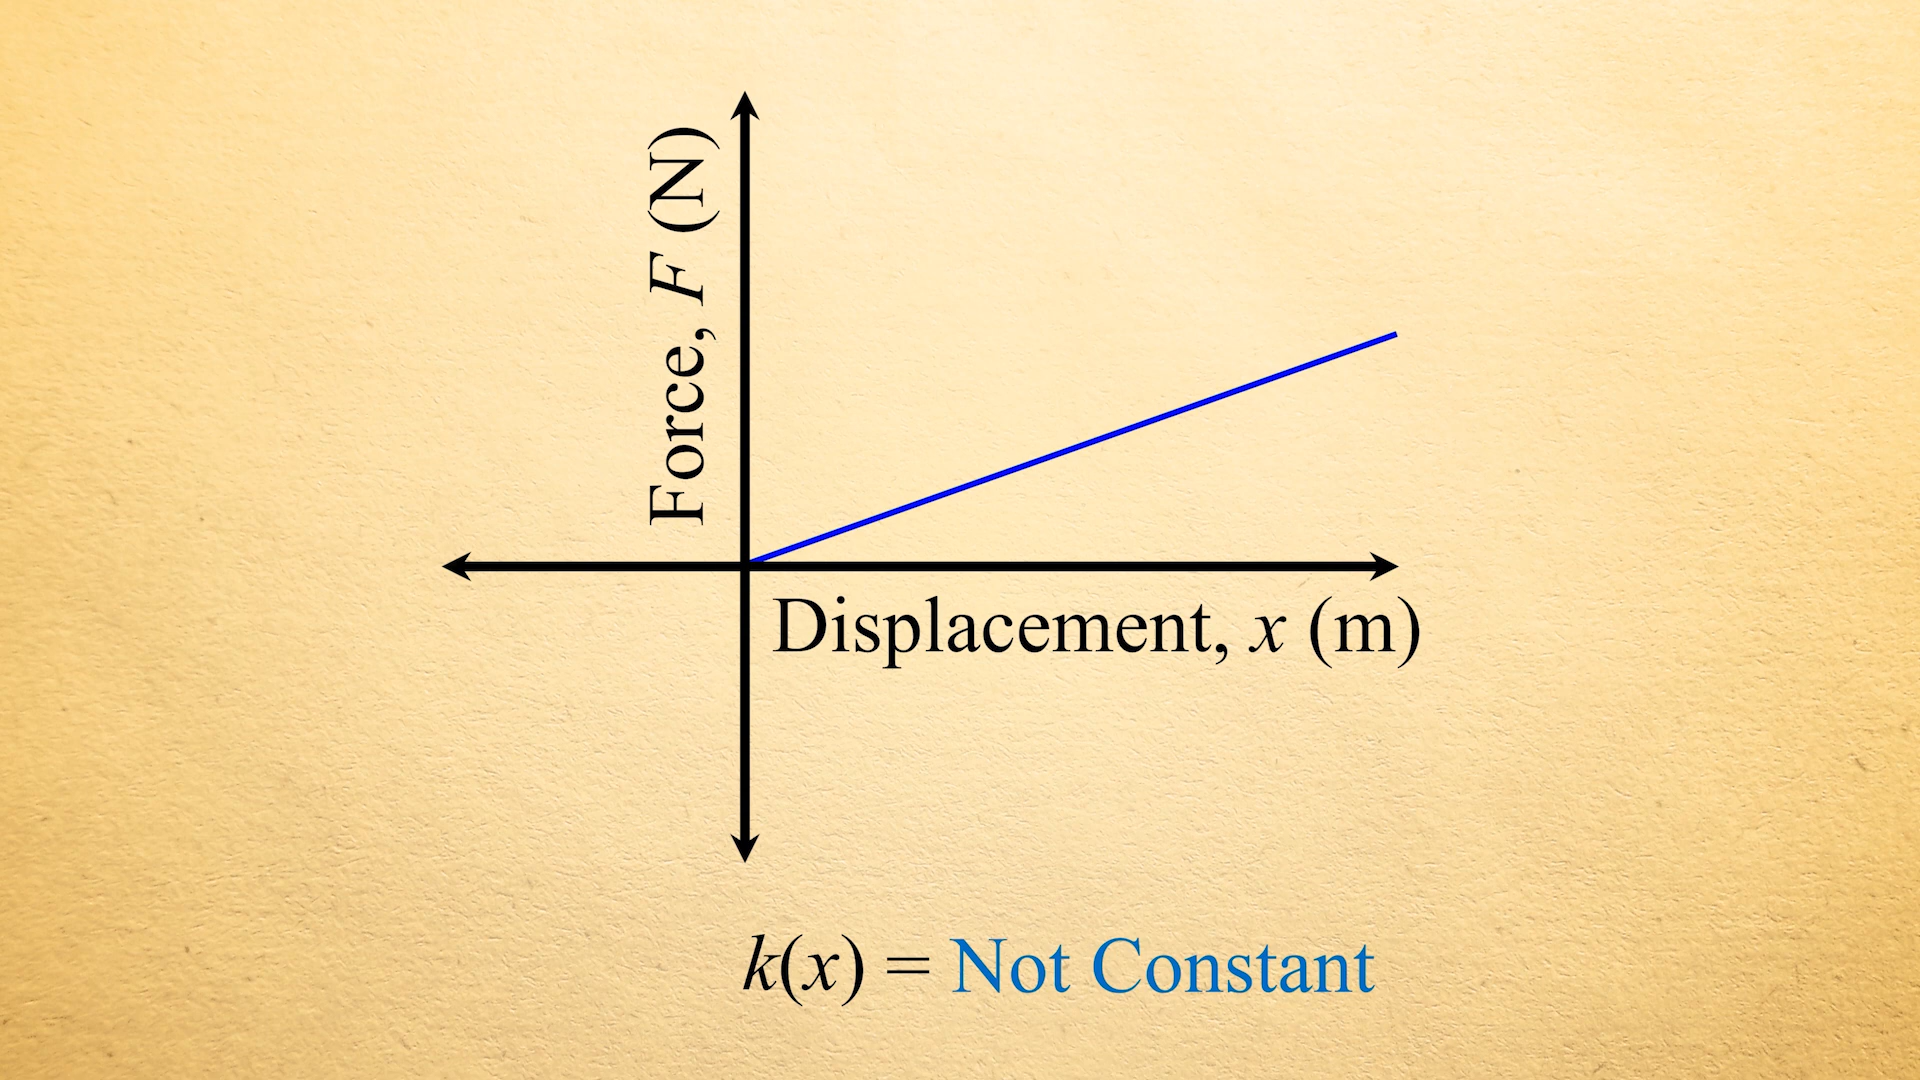 Force, F (N)
Displacement, x (m)
k(x) = Not Constant